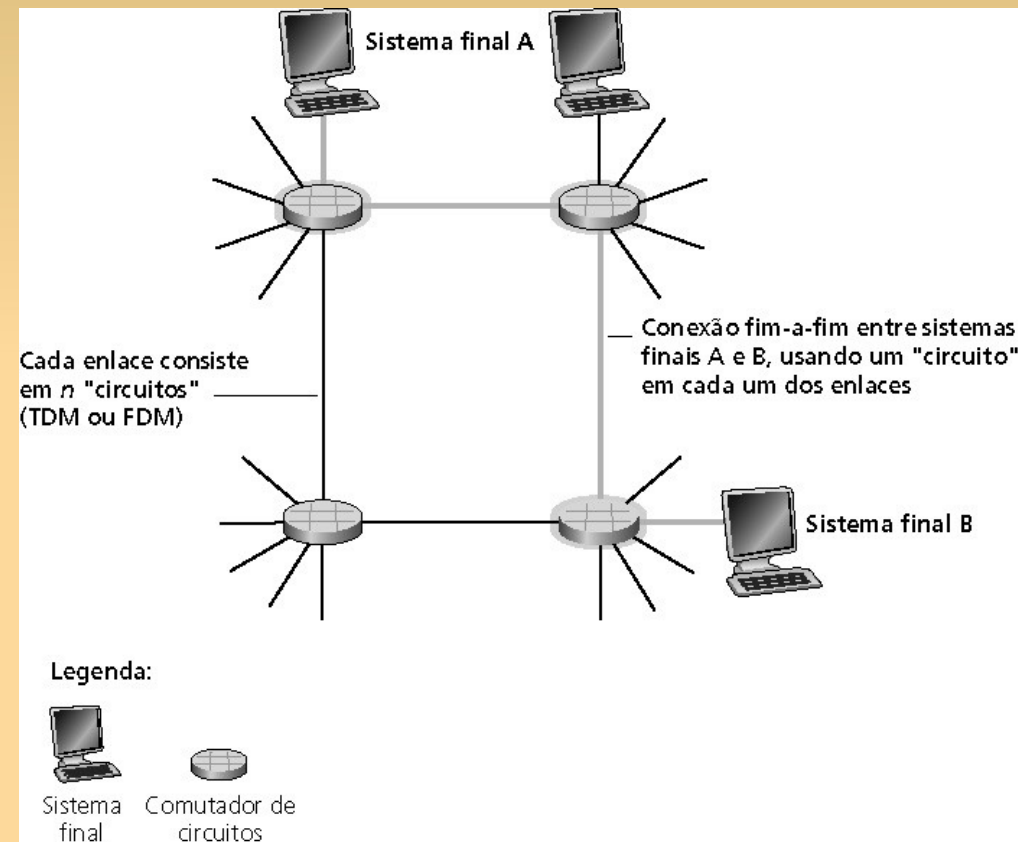 Sistema final A
Conexão fim-a-fim entre sistemas
finais A e B, usando um "circuito"
em cada um dos enlaces
Cada enlace consiste
em n "circuitos"
(TDM ou FDM)
Sistema final B
Legenda:
Sistema
final
Comutador de
circuitos